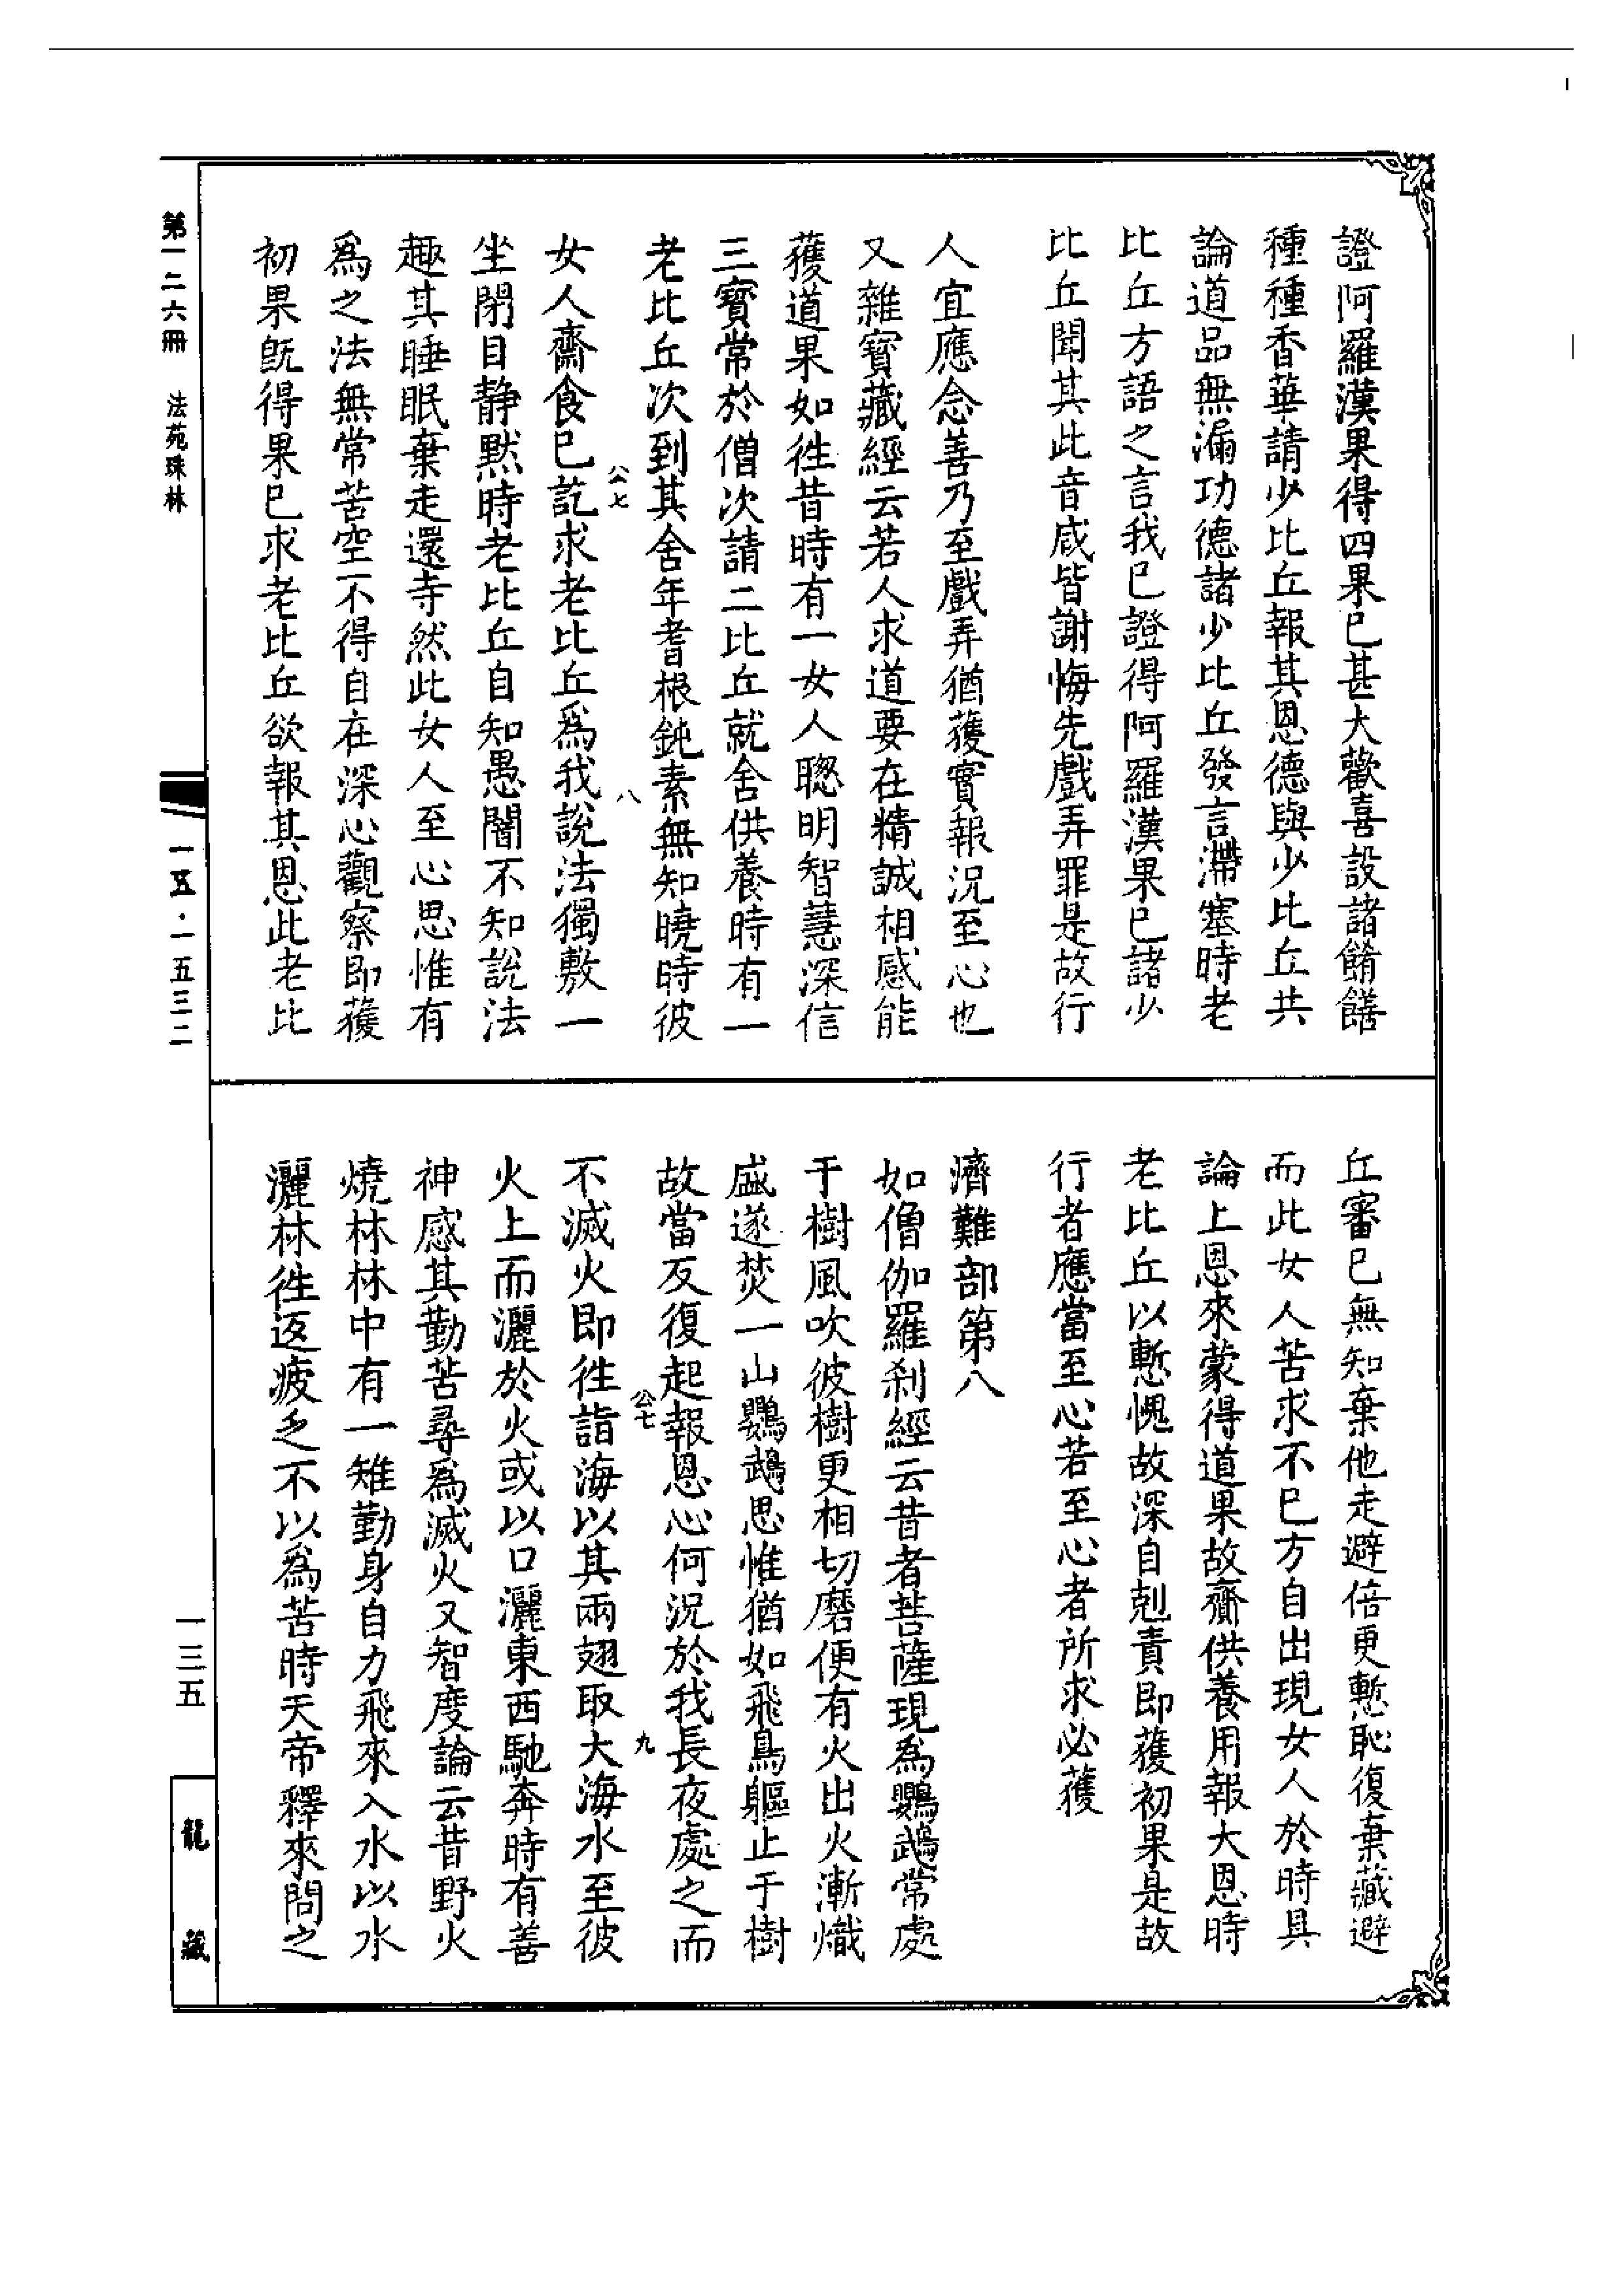 證阿羅漢果得四果已甚大歡喜設諸餚饍
種種香華請少比丘報其恩德與少比丘共
論道品無漏功德諸少比丘發言滯塞時老
比丘方語之言我已證得阿羅漢果已諸少
比丘聞其此音咸皆謝悔先戲弄罪是故行
人宜應念善乃至戲弄猶獲實報況至心也
又雜寶藏經云若人求道要在精誠相感能
獲道果如徃昔時有一女人聰明智慧深信
三寶常於僧次請二比丘就舍供養時有一
老比丘次到其舍年耆根鈍素無知曉時彼
公七
八
女人齋食已訖求老比丘爲我說法獨敷一
坐閉目静默時老比丘自知愚闇不知說法
趣其睡眠棄走還寺然此女人至心思惟有
爲之法無常苦空不得自在深心觀察即獲
初果旣得果已求老比丘欲報其恩此老比
丘審已無知棄他走避倍更慙恥復棄藏避
而此女人苦求不已方自出現女人於時具
論上恩來蒙得道果故齎供養用報大恩時
老比丘以慙愧故深自剋責即獲初果是故
行者應當至心若至心者所求必獲
濟難部第八
如僧伽羅刹經云昔者菩薩現爲鸚鵡常處
于樹風吹彼樹更相切磨便有火出火漸熾
盛遂焚一山鸚鵡思惟猶如飛鳥軀止于樹
故當反復起報恩心何況於我長夜處之而
公七
九
不滅火即徃詣海以其兩翅取大海水至彼
火上而灑於火或以口灑東西馳奔時有善
神感其勤苦尋爲滅火又智度論云昔野火
燒林林中有一雉勤身自力飛來入水以水
灑林徃返疲乏不以爲苦時天帝釋來問之
第一二六冊
法苑珠林
一五·一五三二
一三五
龍藏